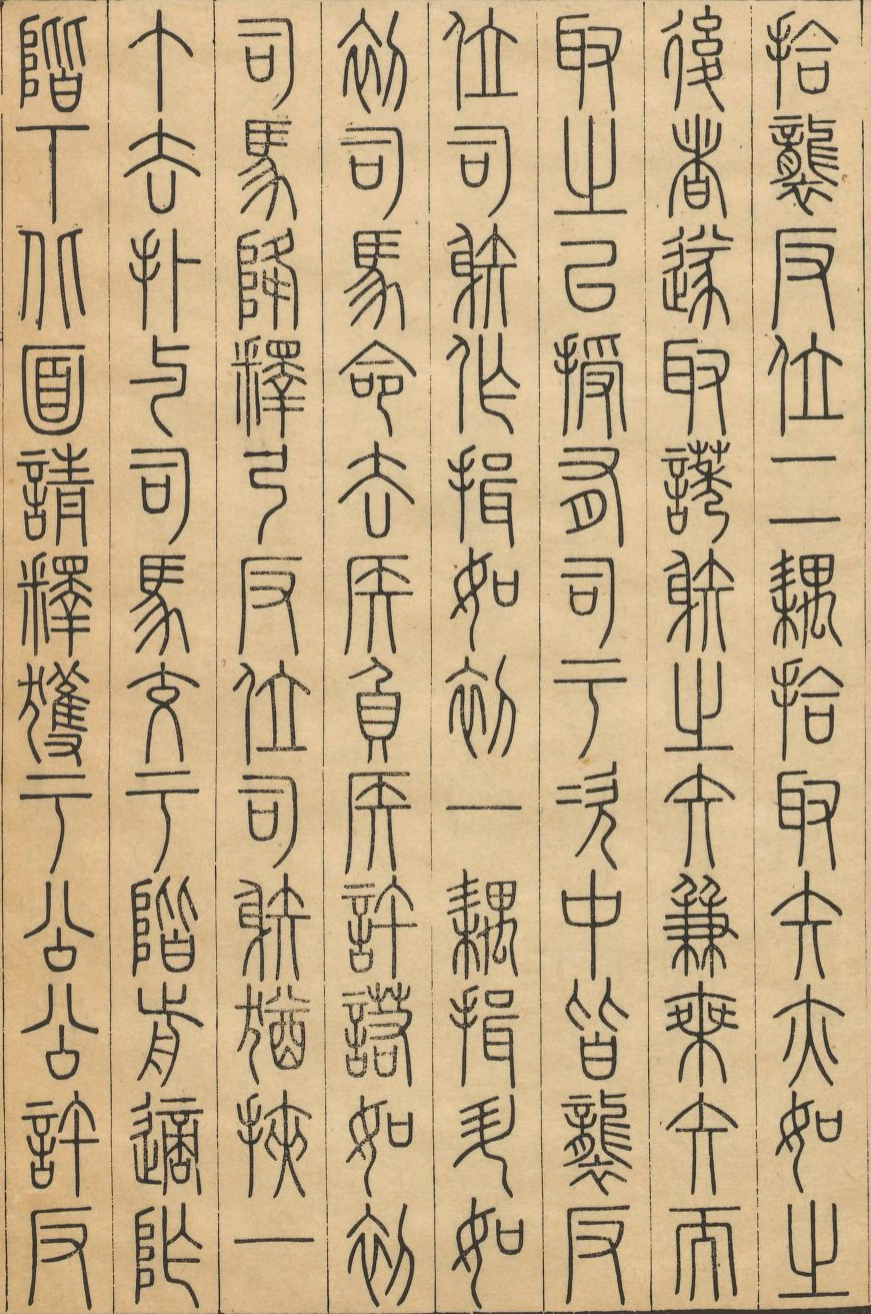 拾襲反位二耦拾取矢亦如之
後者遂取誘射之矢兼乘矢而
取之以授有司于次中皆襲反
位司射作揖如初一耦揖升如
初司馬命去侯負侯許諾如初
司馬降釋弓反位司射猶挾一
个去扑與司馬交于階前適阼
階下北面請釋獲于公公許反